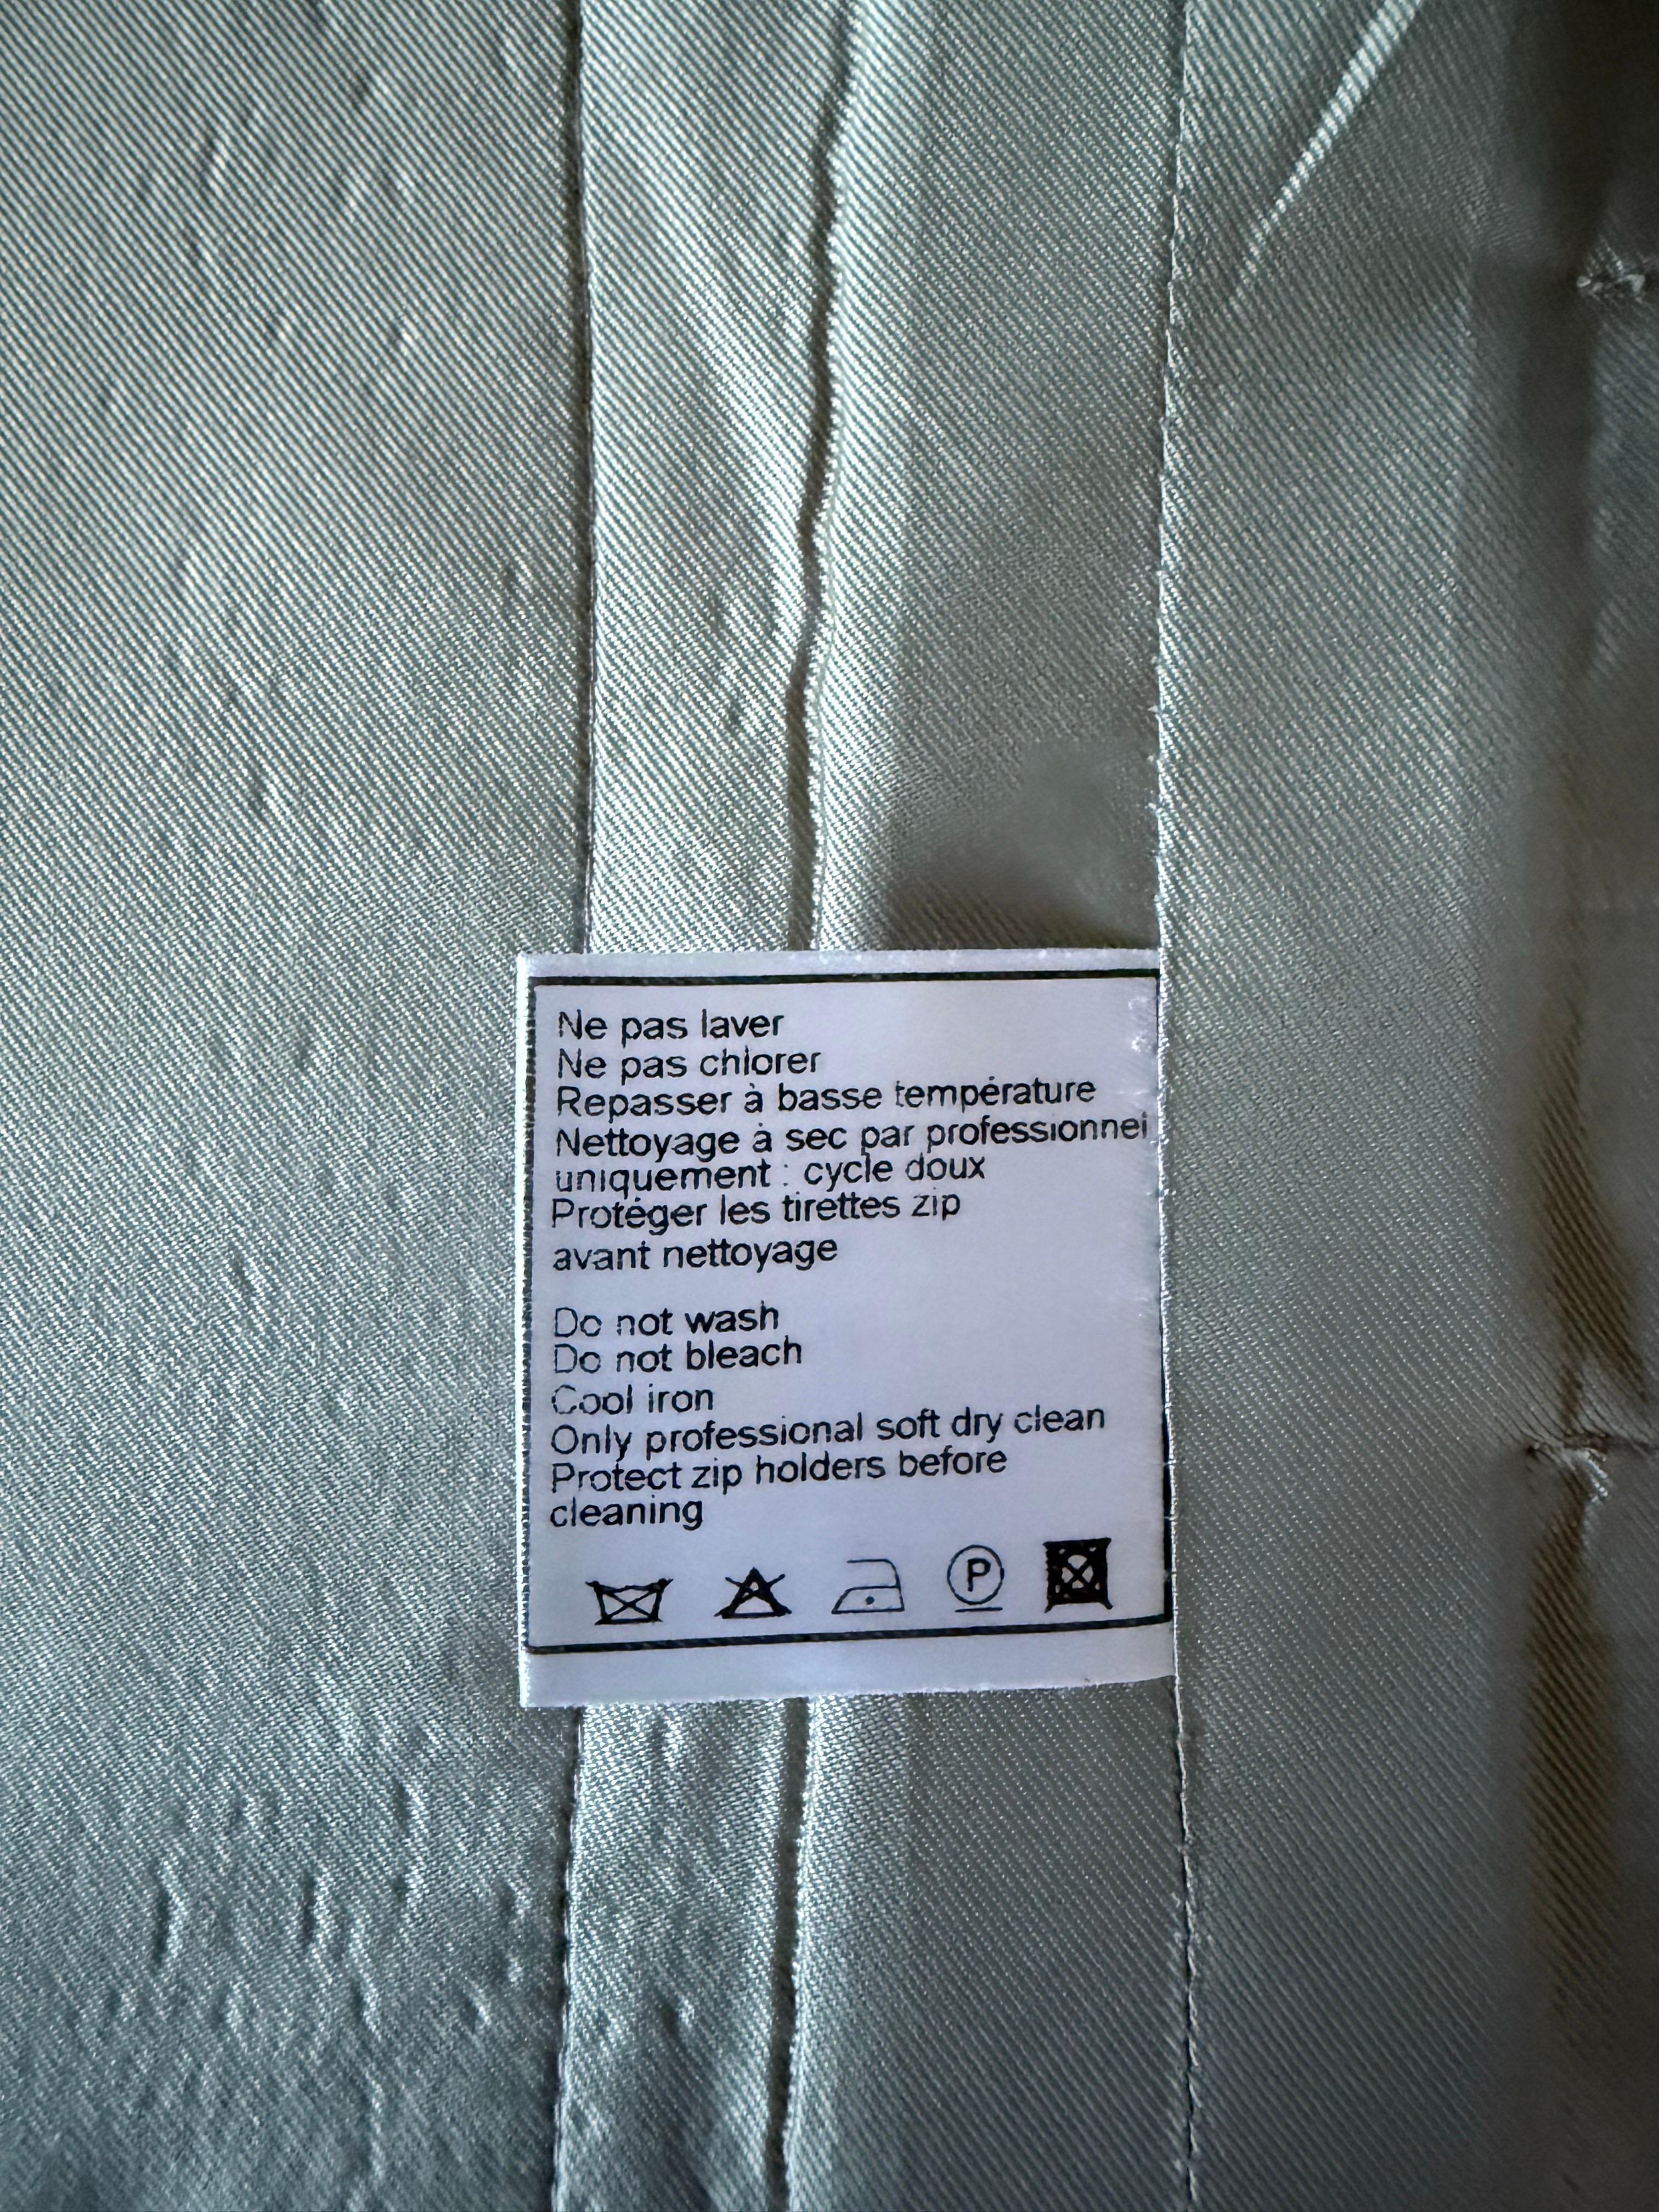 Ne pas laver
Ne pas chlorer
Repasser à basse température
Nettoyage à sec par professionnel
uniquement : cycle doux
Protéger les tirettes zip
avant nettoyage
Do not wash
Do not bleach
Cool iron
Only professional soft dry clean
Protect zip holders before
cleaning
P